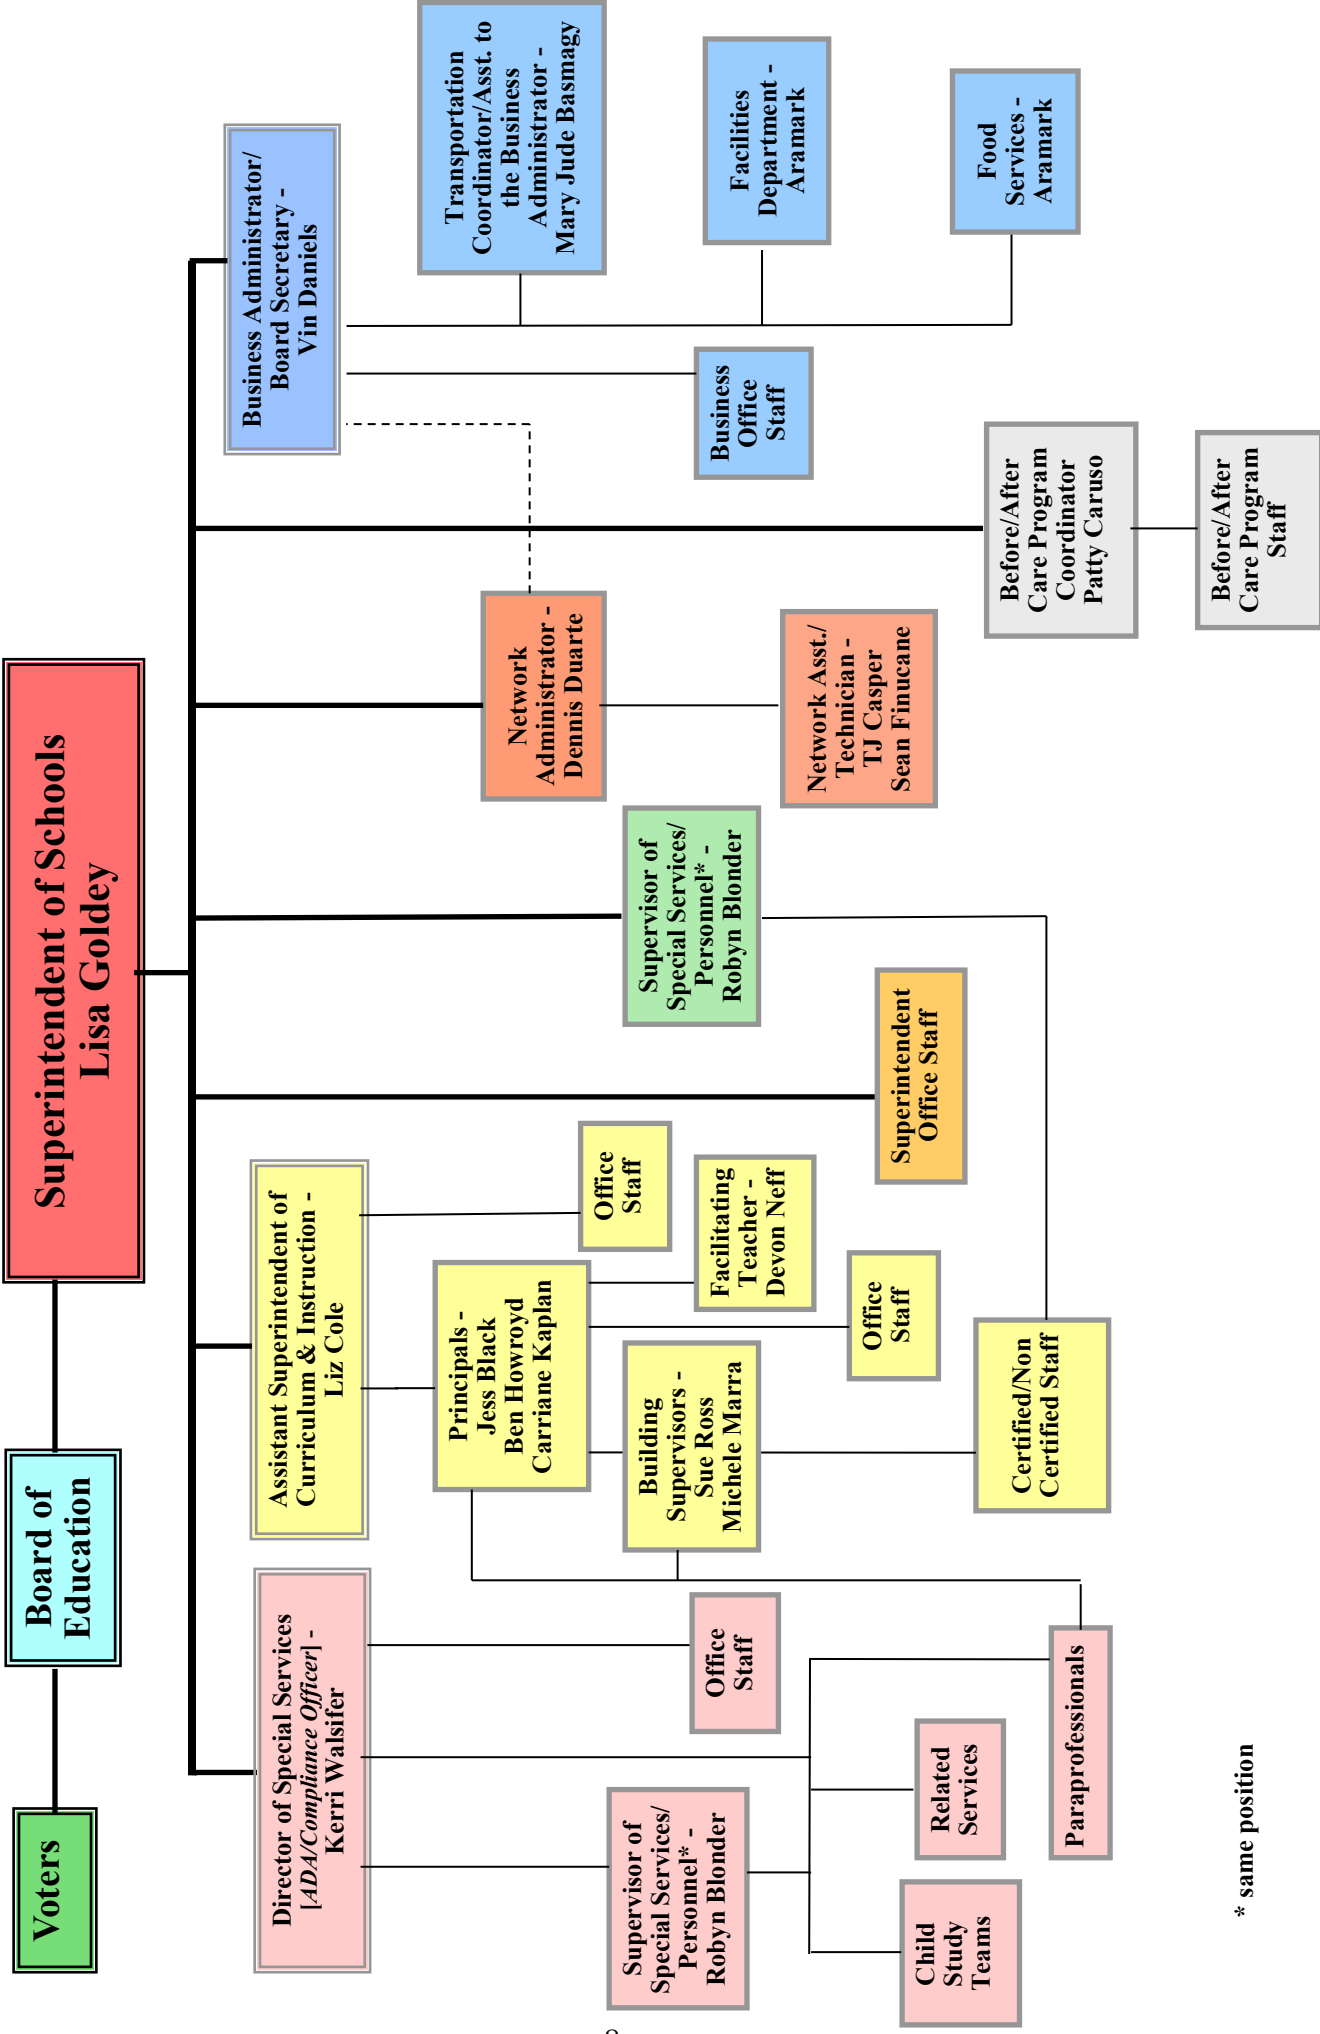 Voters
Board of
Education
Superintendent of Schools
Lisa Goldey
Director of Special Services
[ADA/Compliance Officer] -
Kerri Walsifer
Assistant Superintendent of
Curriculum & Instruction -
Liz Cole
Business Administrator/
Board Secretary -
Vin Daniels
Supervisor of
Special Services/
Personnel* -
Robyn Blonder
Office
Staff
Child
Study
Teams
Related
Services
Paraprofessionals
Principals -
Jess Black
Ben Howroyd
Carriane Kaplan
Office
Staff
Building
Supervisors -
Sue Ross
Michele Marra
Facilitating
Teacher -
Devon Neff
Office
Staff
Certified/Non
Certified Staff
Superintendent
Office Staff
Supervisor of
Special Services/
Personnel* -
Robyn Blonder
Network
Administrator -
Dennis Duarte
Network Asst./
Technician -
TJ Casper
Sean Finucane
Before/After
Care Program
Coordinator
Patty Caruso
Before/After
Care Program
Staff
Business
Office
Staff
Transportation
Coordinator/Asst. to
the Business
Administrator -
Mary Jude Basmagy
Facilities
Department -
Aramark
Food
Services -
Aramark
* same position